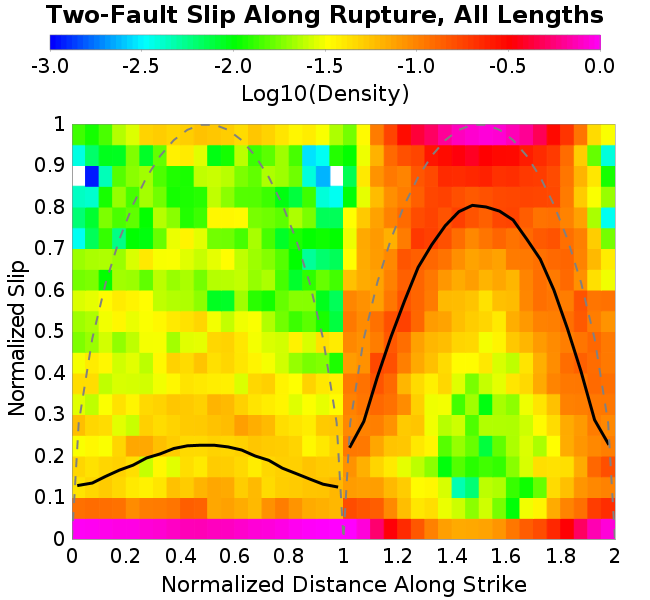 Two-Fault Slip Along Rupture, All Lengths
-3.0 -2.5 -2.0 -1.5 -1.0 -0.5 0.0
Log10(Density)
1
0.9
0.8
0.7
0.6
0.5
0.4
0.3
0.2
0.1
0
Normalized Slip
0 0.2 0.4 0.6 0.8 1 1.2 1.4 1.6 1.8 2
Normalized Distance Along Strike